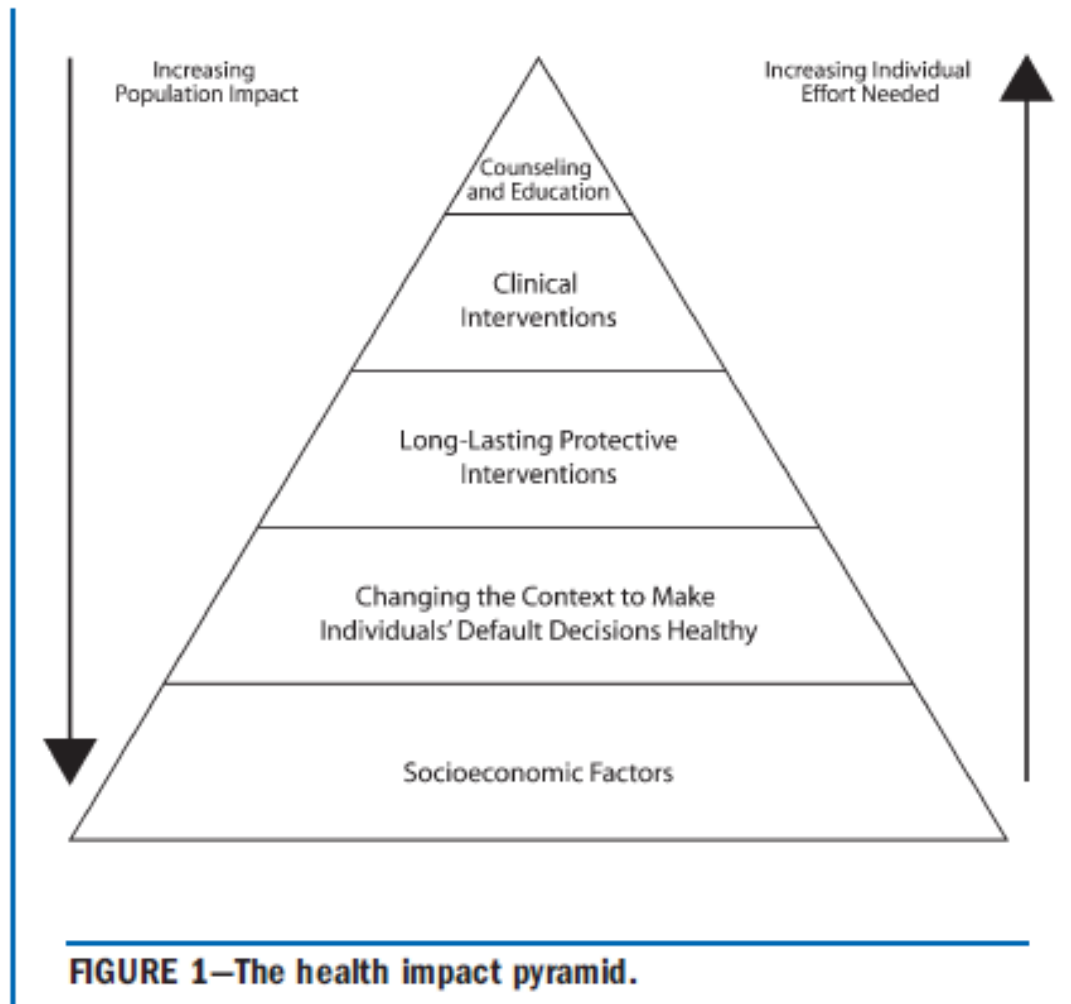 Increasing
Population Impact
Increasing Individual
Effort Needed
Counseling
and Education
Clinical
Interventions
Long-Lasting Protective
Interventions
Changing the Context to Make
Individuals' Default Decisions Healthy
Socioeconomic Factors
FIGURE 1—The health impact pyramid.